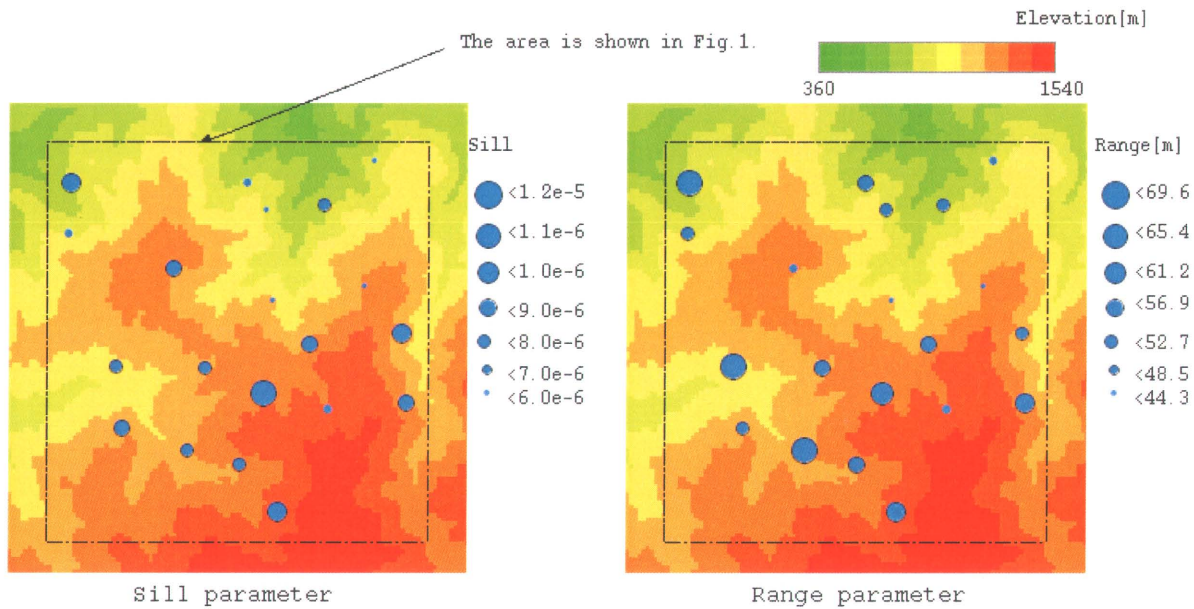 Elevation[m]
The area is shown in Fig.1.
360 1540
Sill
<1.2e-5
<1.1e-6
<1.0e-6
<9.0e-6
<8.0e-6
<7.0e-6
<6.0e-6
Range[m]
<69.6
<65.4
<61.2
<56.9
<52.7
<48.5
<44.3
Sill parameter
Range parameter